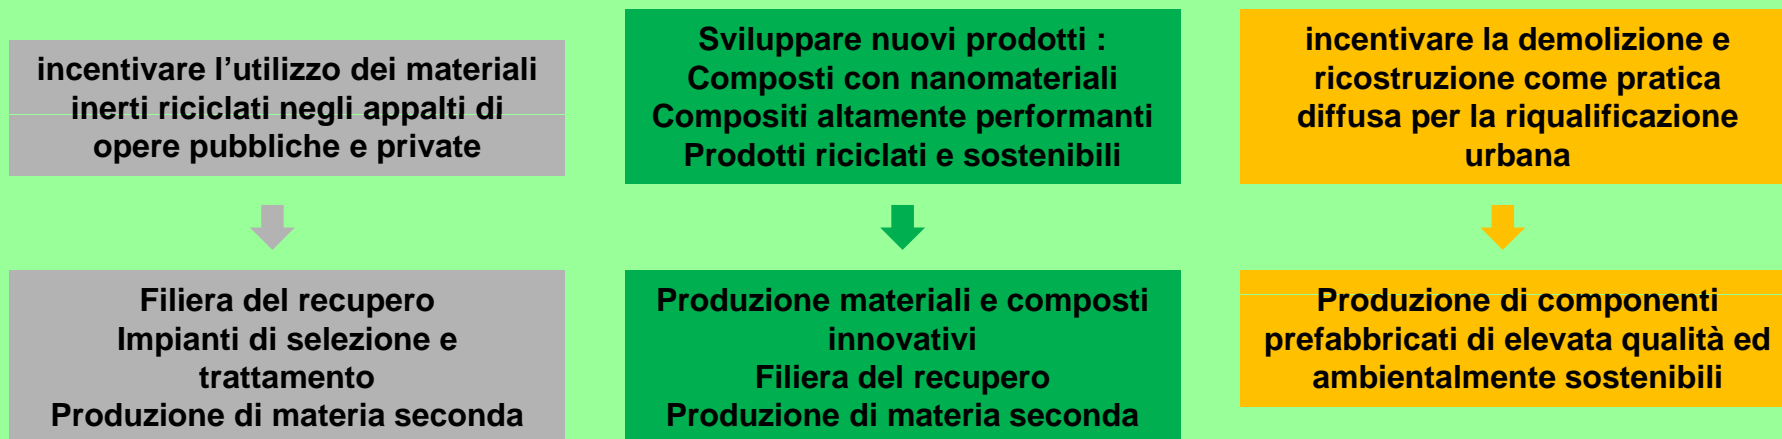 incentivare l'utilizzo dei materiali
inerti riciclati negli appalti di
opere pubbliche e private
Filiera del recupero
Impianti di selezione e
trattamento
Produzione di materia seconda
Sviluppare nuovi prodotti :
Composti con nanomateriali
Compositi altamente performanti
Prodotti riciclati e sostenibili
Produzione materiali e composti
innovativi
Filiera del recupero
Produzione di materia seconda
incentivare la demolizione e
ricostruzione come pratica
diffusa per la riqualificazione
urbana
Produzione di componenti
prefabbricati di elevata qualità ed
ambientalmente sostenibili